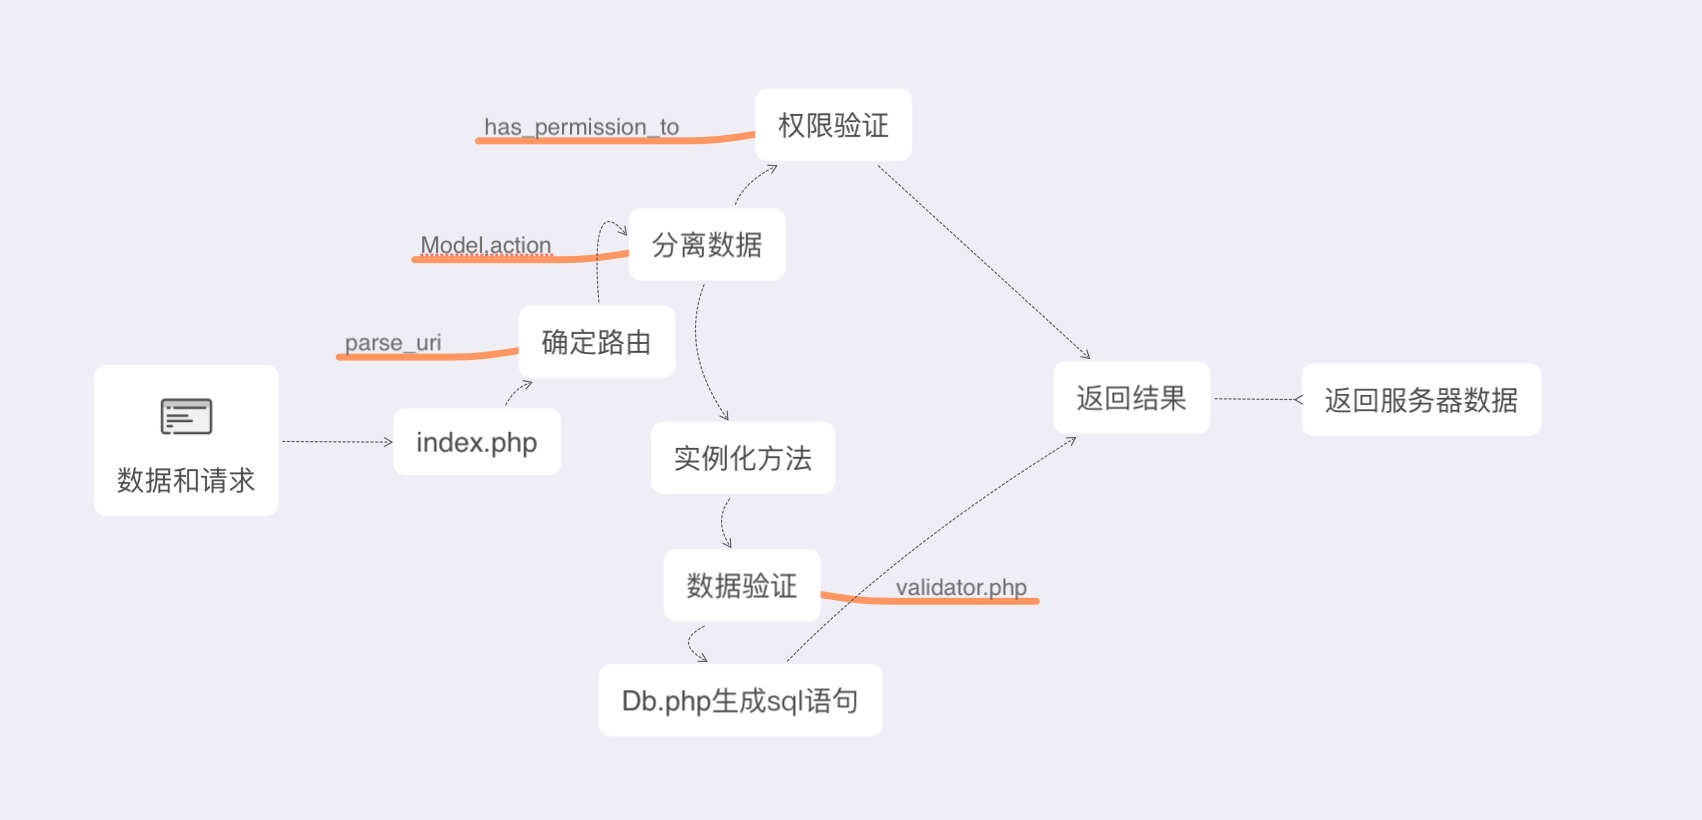 has_permission_to
权限验证
Model,action
分离数据
parse_uri
确定路由
数据和请求
index.php
实例化方法
数据验证
validator.php
Db.php生成sql语句
返回结果
返回服务器数据